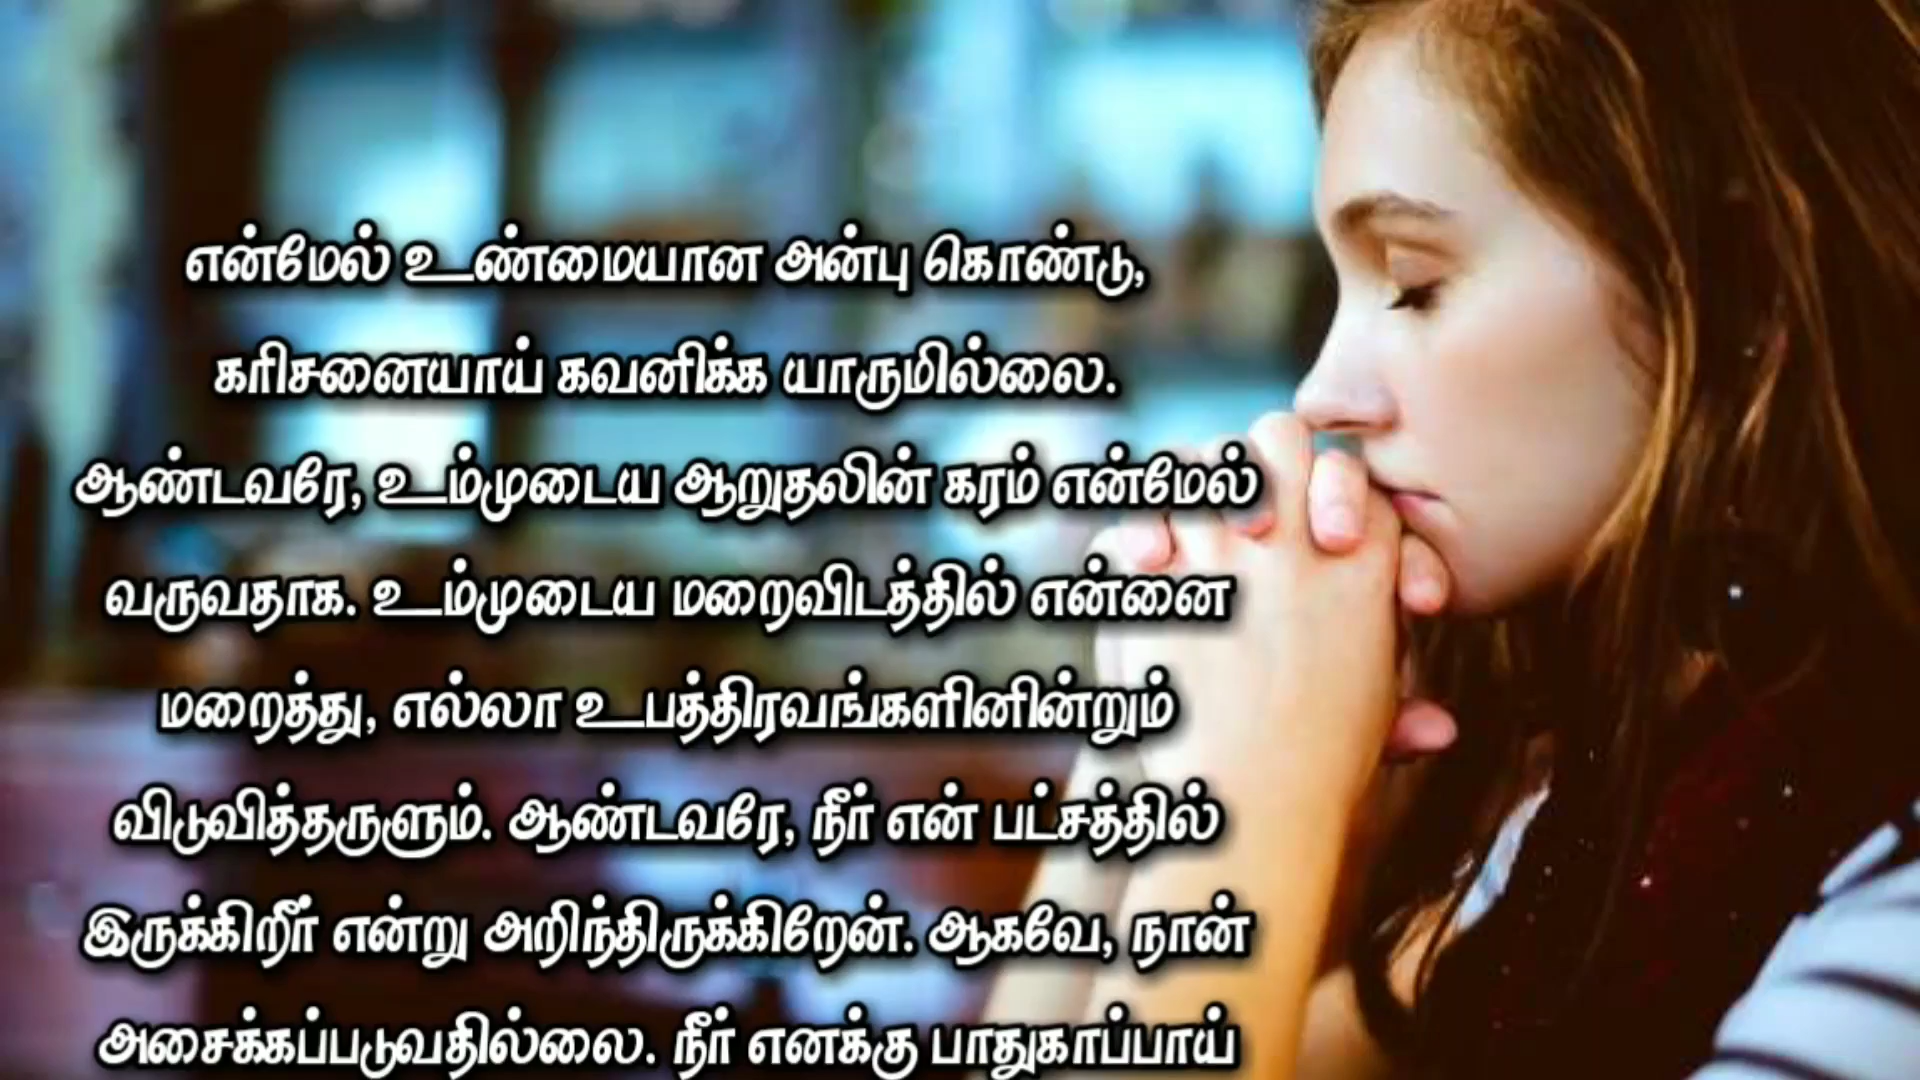 என்மேல் உண்மையான அன்பு கொண்டு,
கரிசனையாய் கவனிக்க யாருமில்லை.
ஆண்டவரே, உம்முடைய ஆறுதலின் கரம் என்மேல்
வருவதாக. உம்முடைய மறைவிடத்தில் என்னை
மறைத்து, எல்லா உபத்திரவங்களினின்றும்
விடுவித்தருளும். ஆண்டவரே, நீர் என் பட்சத்தில்
இருக்கிறீர் என்று அறிந்திருக்கிறேன். ஆகவே, நான்
அசைக்கப்படுவதில்லை. நீர் எனக்கு பாதுகாப்பாய்